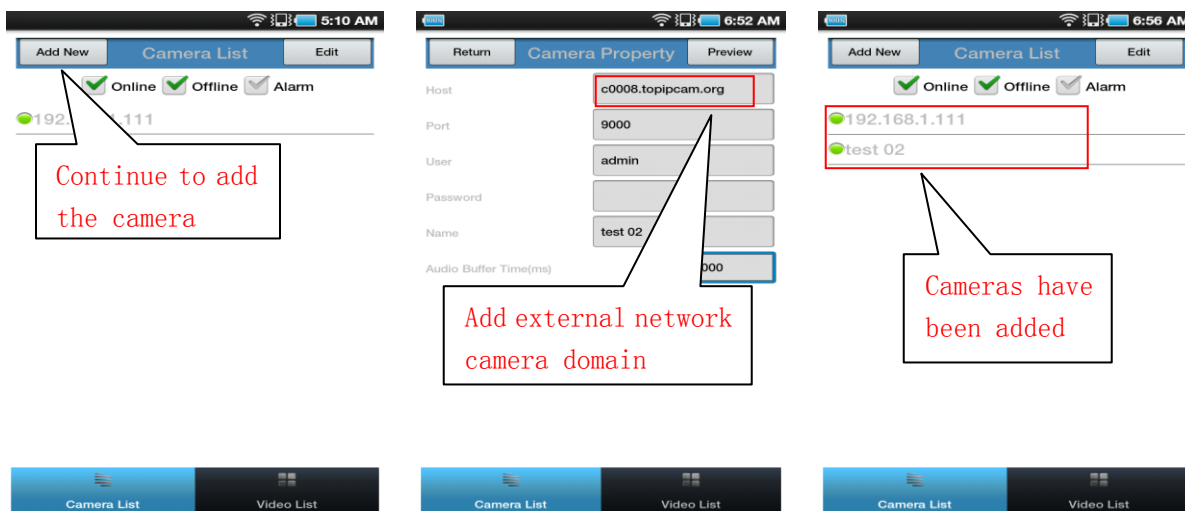 5:10 AM
Add New Camera List Edit
Online Offline Alarm
Continue to add
the camera
Camera List Video List
100%
6:52 AM
Return Camera Property Preview
Host c0008.topipcam.org
Port 9000
User admin
Password
Name test 02
Audio Buffer Time(ms)
Add external network
camera domain
Camera List Video List
100%
6:56 AM
Add New Camera List Edit
Online Offline Alarm
192.168.1.111
test 02
Cameras have
been added
Camera List Video List